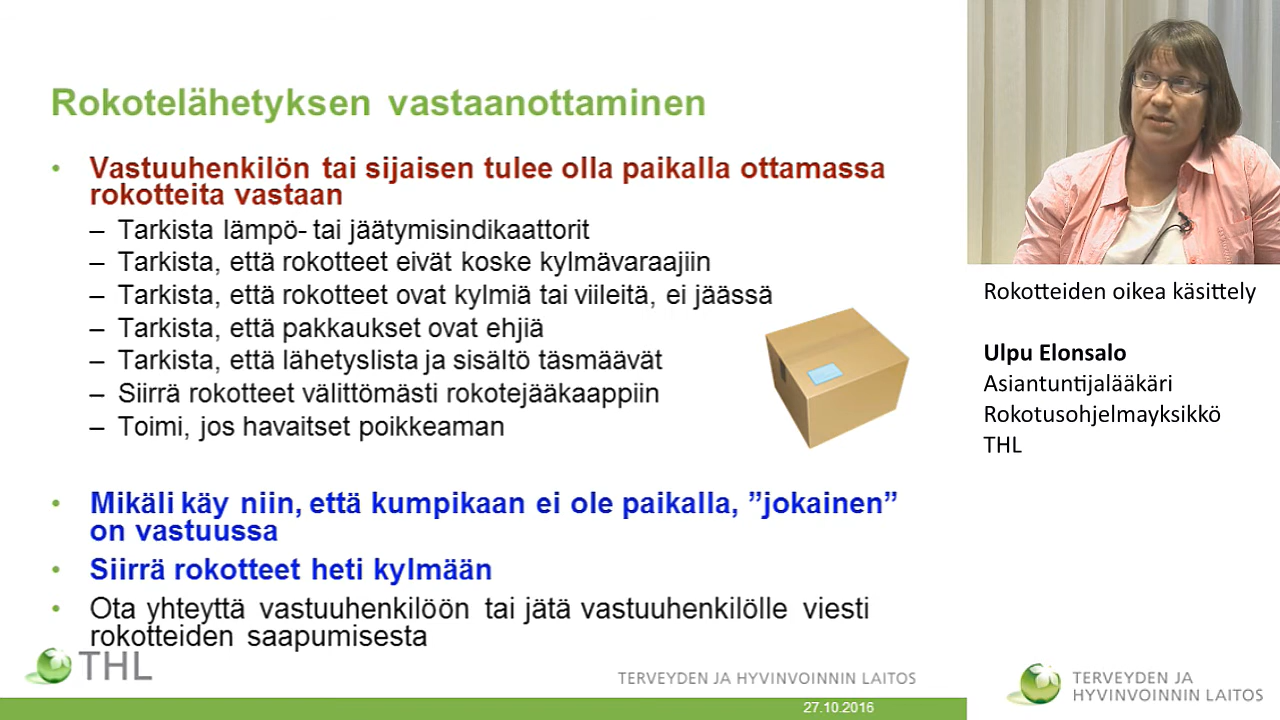 Rokotelähetyksen vastaanottaminen
• Vastuuhenkilön tai sijaisen tulee olla paikalla ottamassa
rokotteita vastaan
– Tarkista lämpö- tai jäätymisindikaattorit
– Tarkista, että rokotteet eivät koske kylmävaraajiin
– Tarkista, että rokotteet ovat kylmiä tai viileitä, ei jäässä
– Tarkista, että pakkaukset ovat ehjiä
– Tarkista, että lähetyslista ja sisältö täsmäävät
– Siirrä rokotteet välittömästi rokotejääkaappiin
– Toimi, jos havaitset poikkeaman
• Mikäli käy niin, että kumpikaan ei ole paikalla, ”jokainen”
on vastuussa
• Siirrä rokotteet heti kylmään
• Ota yhteyttä vastuuhenkilöön tai jätä vastuuhenkilölle viesti
rokotteiden saapumisesta
THL
TERVEYDEN JA HYVINVOINNIN LAITOS
27.10.2016
Rokotteiden oikea käsittely
Ulpu Elonsalo
Asiantuntijalääkäri
Rokotusohjelmayksikkö
THL
TERVEYDEN JA
HYVINVOINNIN LAITOS